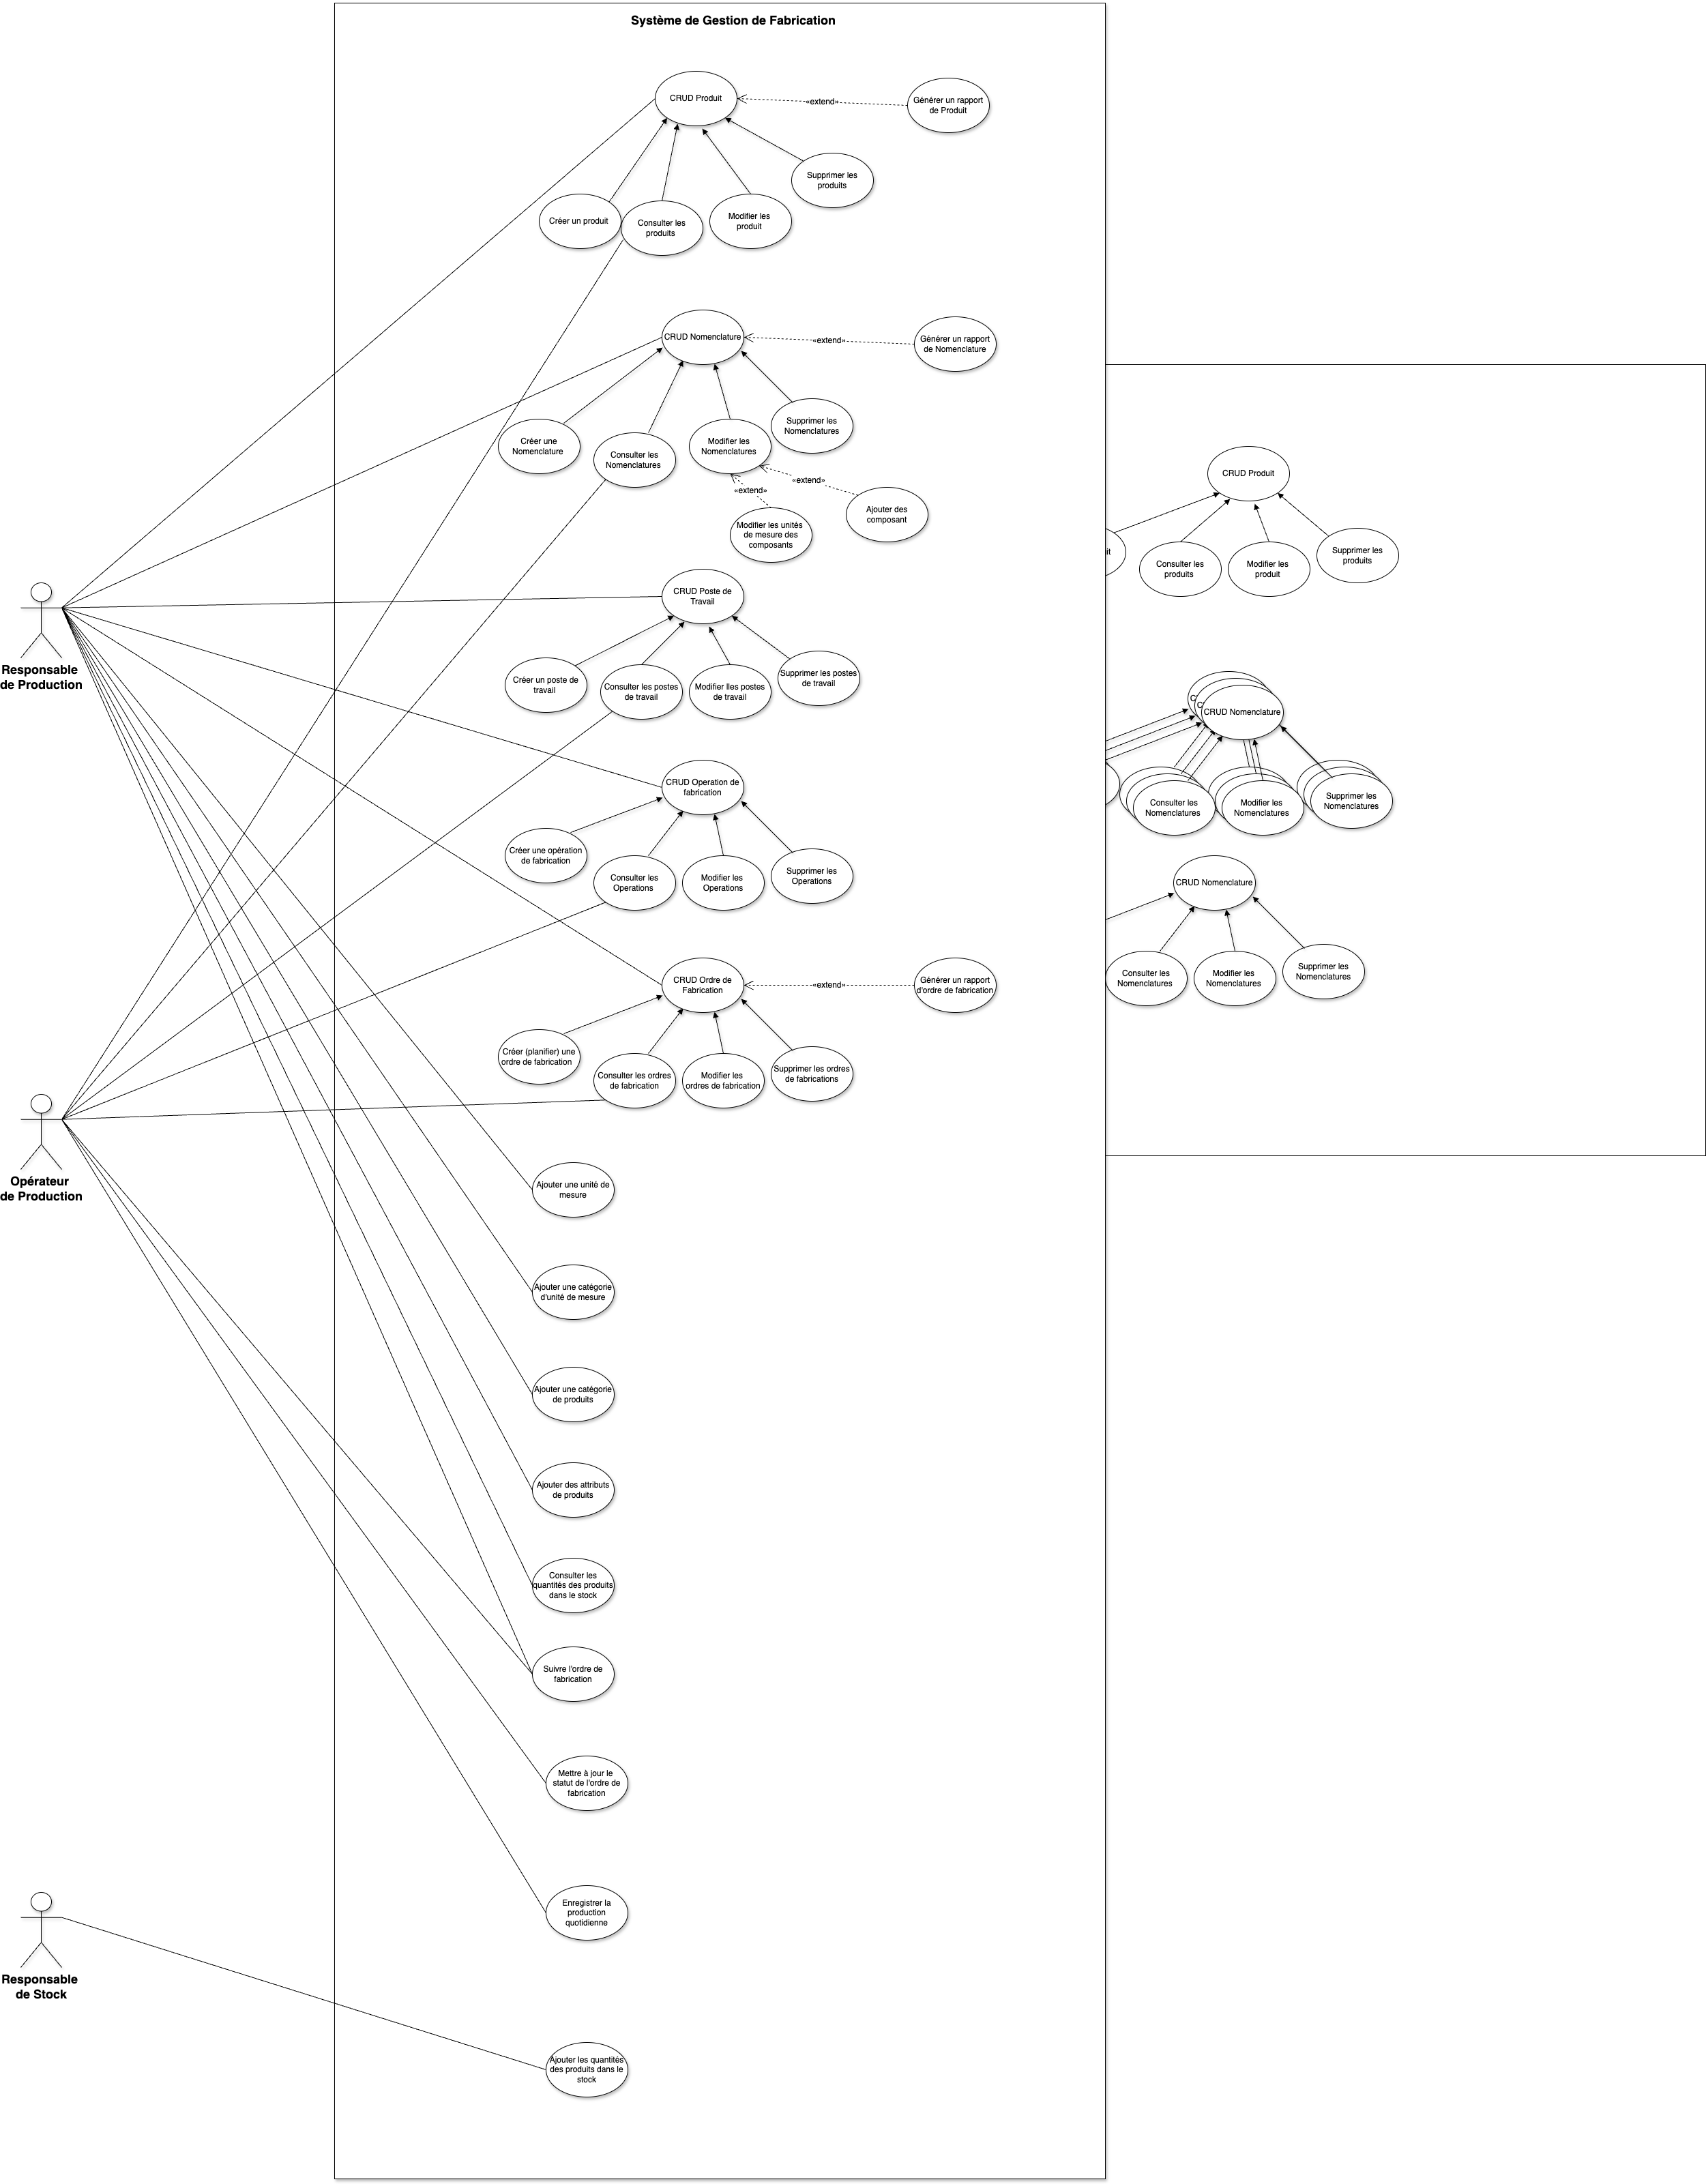 Système de Gestion de Fabrication
CRUD Produit
«extend»
Générer un rapport
de Produit
Supprimer les
produits
Créer un produit
Consulter les
produits
Modifier les
produit
CRUD Nomenclature
«extend»
Générer un rapport
de Nomenclature
Créer une
Nomenclature
Consulter les
Nomenclatures
Modifier les
Nomenclatures
Supprimer les
Nomenclatures
«extend»
«extend»
Modifier les unités
de mesure des
composants
Ajouter des
composant
CRUD Poste de
Travail
Créer un poste de
travail
Consulter les postes
de travail
Modifier lles postes
de travail
Supprimer les postes
de travail
CRUD Operation de
fabrication
Créer une opération
de fabrication
Consulter les
Operations
Modifier les
Operations
Supprimer les
Operations
CRUD Ordre de
Fabrication
«extend»
Générer un rapport
d'ordre de fabrication
Créer (planifier) une
ordre de fabrication
Consulter les ordres
de fabrication
Modifier les
ordres de fabrication
Supprimer les ordres
de fabrications
Ajouter une unité de
mesure
Ajouter une catégorie
d'unité de mesure
Ajouter une catégorie
de produits
Ajouter des attributs
de produits
Consulter les
quantités des produits
dans le stock
Suivre l'ordre de
fabrication
Mettre à jour le
statut de l'ordre de
fabrication
Enregistrer la
production
quotidienne
Ajouter les quantités
des produits dans le
stock
Responsable
de Production
Opérateur
de Production
Responsable
de Stock
CRUD Produit
Consulter les
produits
Modifier les
produit
Supprimer les
produits
CRUD Nomenclature
Consulter les
Nomenclatures
Modifier les
Nomenclatures
Supprimer les
Nomenclatures
CRUD Nomenclature
Consulter les
Nomenclatures
Modifier les
Nomenclatures
Supprimer les
Nomenclatures